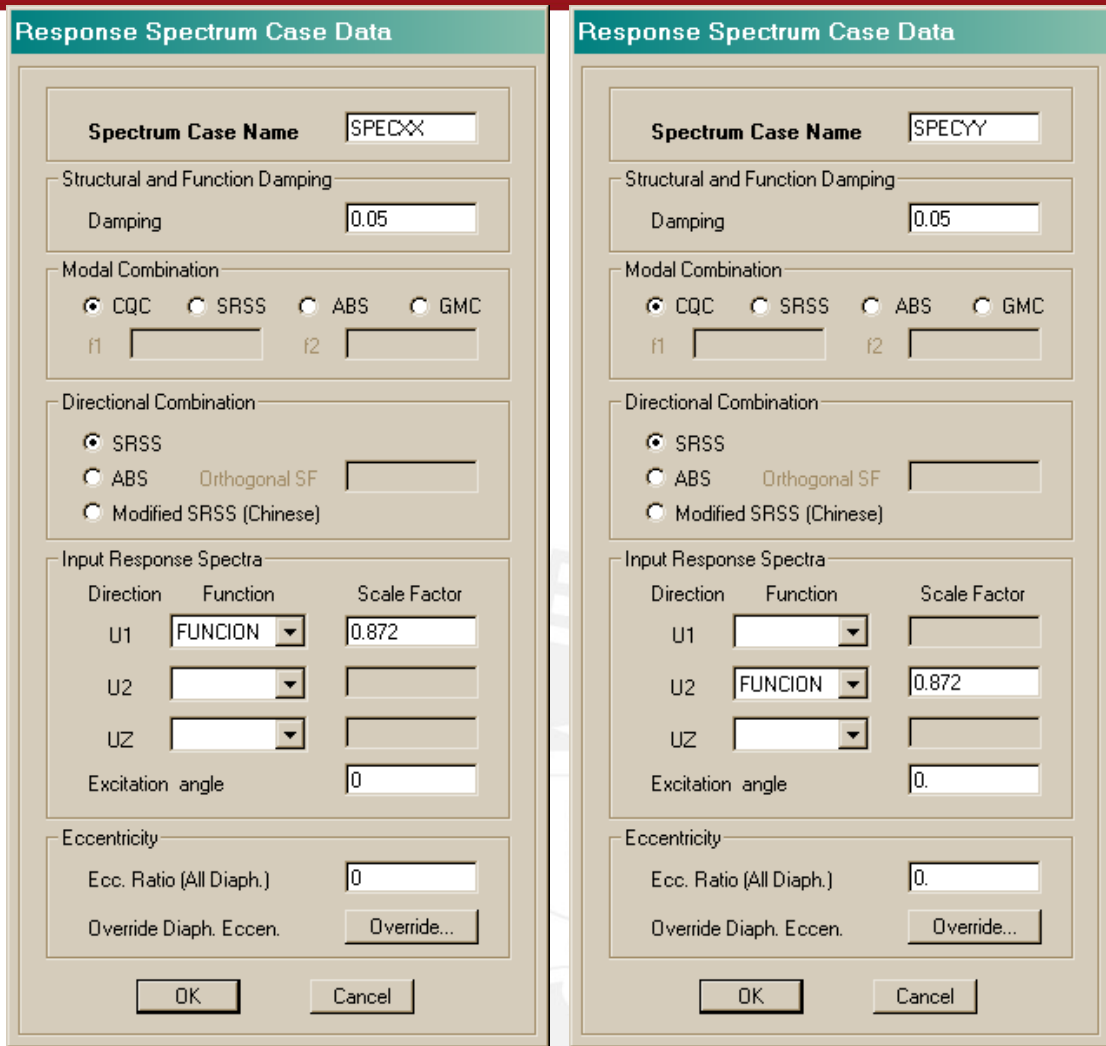 Response Spectrum Case Data
Spectrum Case Name SPECXX
Structural and Function Damping
Damping 0.05
Modal Combination
CQC SRSS ABS GMC
f1 f2
Directional Combination
SRSS
ABS Orthogonal SF
Modified SRSS (Chinese)
Input Response Spectra
Direction Function Scale Factor
U1 FUNCION 0.872
U2
UZ
Excitation angle 0
Eccentricity
Ecc. Ratio (All Diaph.) 0
Override Diaph. Eccen. Override...
OK Cancel
Response Spectrum Case Data
Spectrum Case Name SPECYY
Structural and Function Damping
Damping 0.05
Modal Combination
CQC SRSS ABS GMC
f1 f2
Directional Combination
SRSS
ABS Orthogonal SF
Modified SRSS (Chinese)
Input Response Spectra
Direction Function Scale Factor
U1
U2 FUNCION 0.872
UZ
Excitation angle 0.
Eccentricity
Ecc. Ratio (All Diaph.) 0.
Override Diaph. Eccen. Override...
OK Cancel